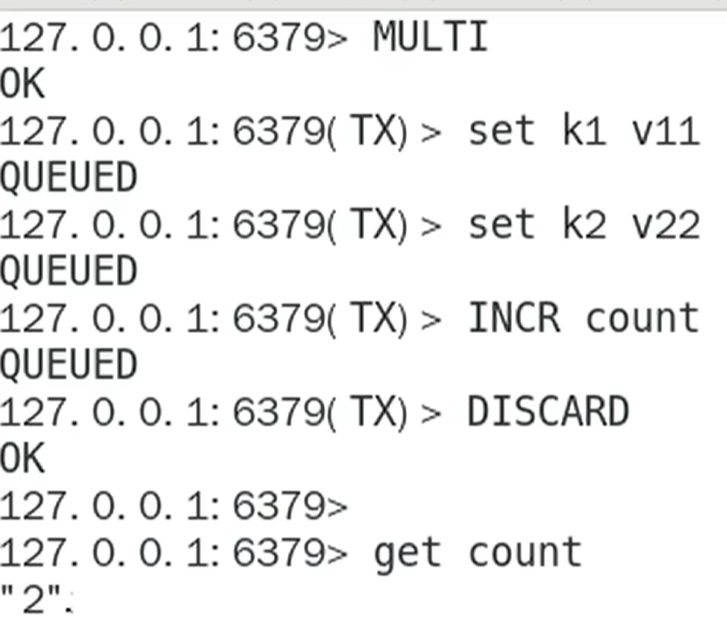 127.0.0.1:6379> MULTI
OK
127.0.0.1:6379(TX)> set k1 v11
QUEUED
127.0.0.1:6379(TX)> set k2 v22
QUEUED
127.0.0.1:6379(TX)> INCR count
QUEUED
127.0.0.1:6379(TX)> DISCARD
OK
127.0.0.1:6379>
127.0.0.1:6379> get count
"2"